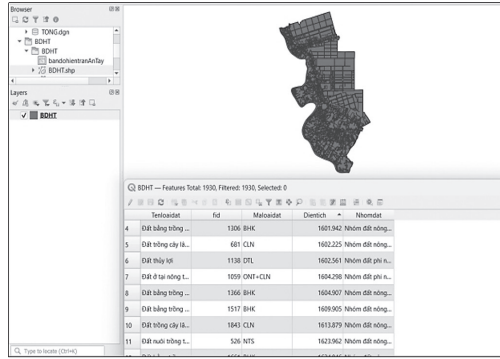 Browser
TONG.dgn
BDHT
BDHT
bandohientranAnTay
BDHT.shp
Layers
BDHT
BDHT — Features Total: 1930, Filtered: 1930, Selected: 0
Tenloaidat fid Maloaidat Dientich Nhomdat
4 Đất bằng trồng ... 1306 BHK 1601.942 Nhóm đất nông...
5 Đất trồng cây lâ... 681 CLN 1602.225 Nhóm đất nông...
6 Đất thủy lợi 1138 DTL 1602.561 Nhóm đất phi n...
7 Đất ở tại nông t... 1059 ONT+CLN 1604.298 Nhóm đất phi n...
8 Đất bằng trồng ... 1366 BHK 1604.907 Nhóm đất nông...
9 Đất bằng trồng ... 1517 BHK 1609.905 Nhóm đất nông...
10 Đất trồng cây lâ... 1843 CLN 1613.879 Nhóm đất nông...
11 Đất nuôi trồng t... 526 NTS 1623.962 Nhóm đất nông...
Type to locate (Ctrl+K)